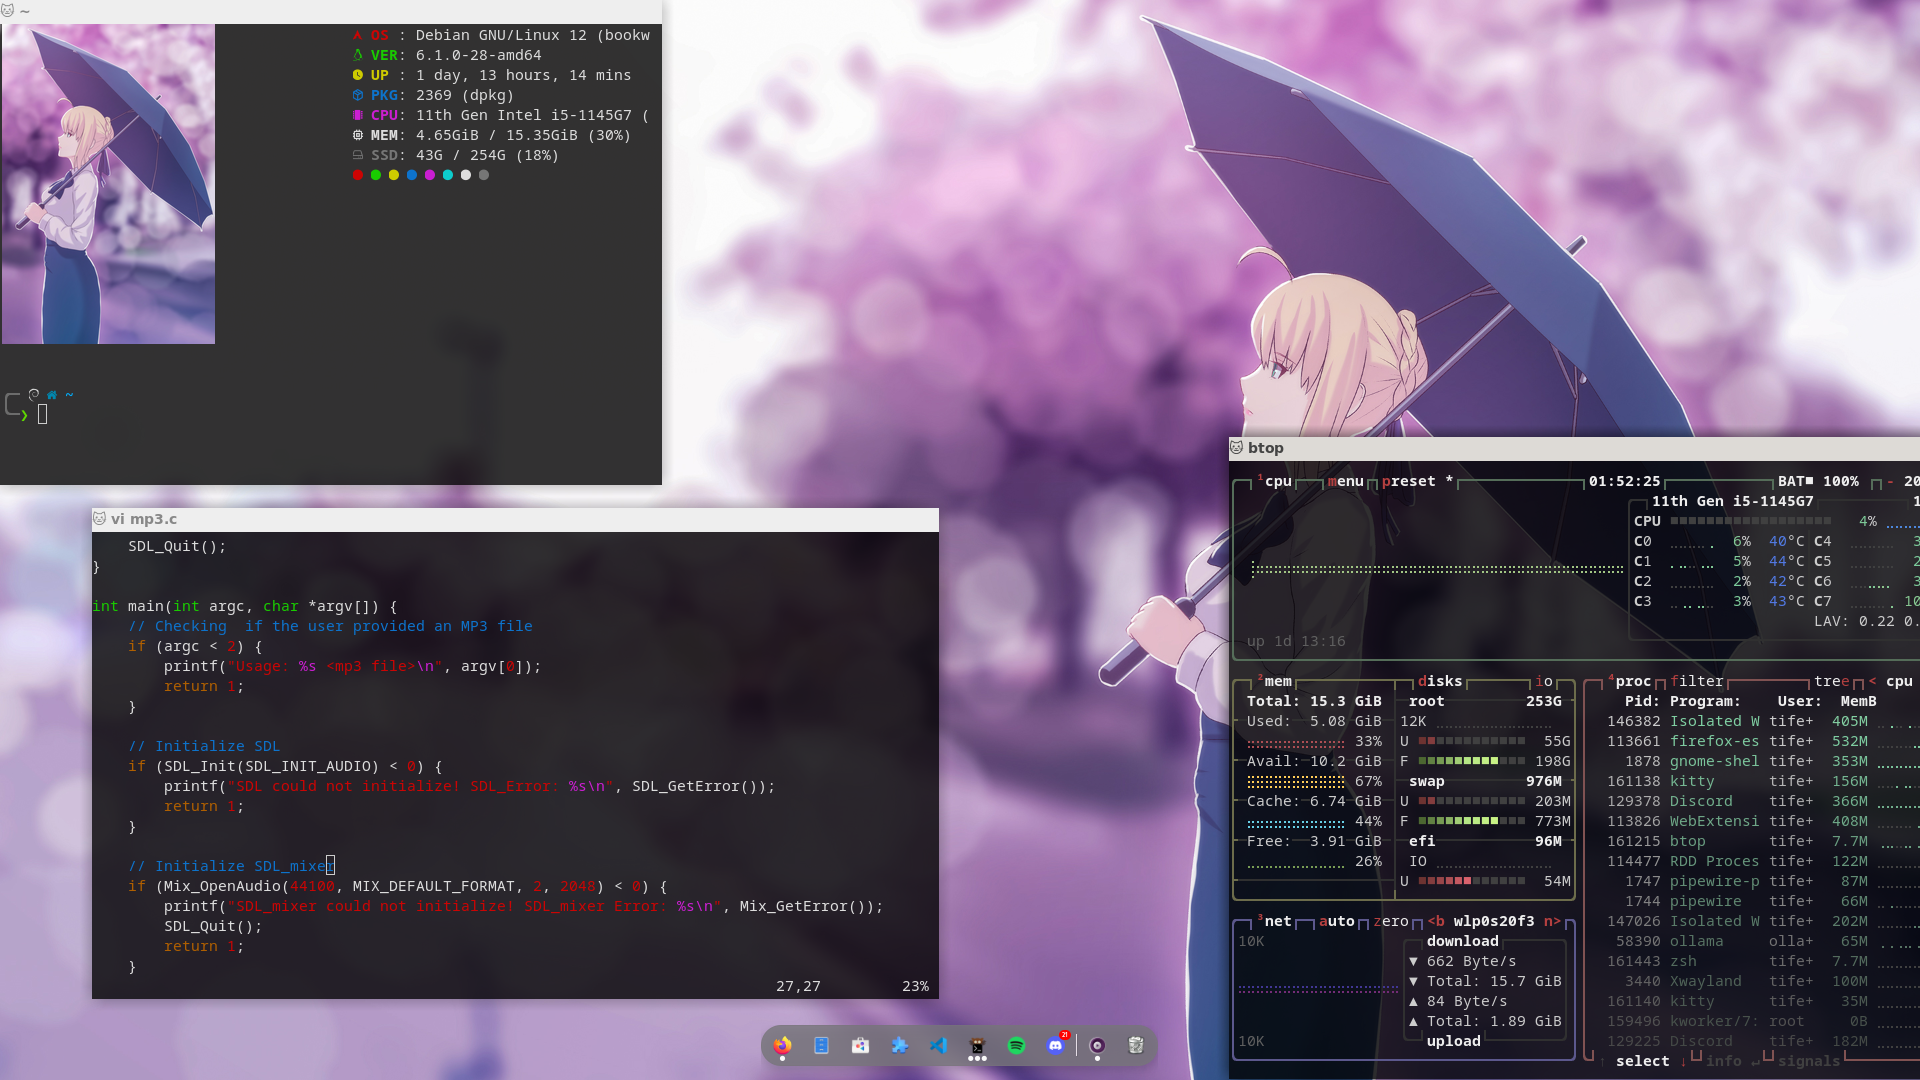 ~
OS : Debian GNU/Linux 12 (bookw
VER: 6.1.0-28-amd64
UP : 1 day, 13 hours, 14 mins
PKG: 2369 (dpkg)
CPU: 11th Gen Intel i5-1145G7 (
MEM: 4.65GiB / 15.35GiB (30%)
SSD: 43G / 254G (18%)
~
❯
vi mp3.c
SDL_Quit();
}
int main(int argc, char *argv[]) {
// Checking  if the user provided an MP3 file
if (argc < 2) {
printf("Usage: %s <mp3 file>\n", argv[0]);
return 1;
}
// Initialize SDL
if (SDL_Init(SDL_INIT_AUDIO) < 0) {
printf("SDL could not initialize! SDL_Error: %s\n", SDL_GetError());
return 1;
}
// Initialize SDL_mixer
if (Mix_OpenAudio(44100, MIX_DEFAULT_FORMAT, 2, 2048) < 0) {
printf("SDL_mixer could not initialize! SDL_mixer Error: %s\n", Mix_GetError());
SDL_Quit();
return 1;
}
27,27 23%
21
btop
¹cpu menu preset * 01:52:25 BAT■ 100% - 20
11th Gen i5-1145G7 1
CPU 4%
C0 6% 40°C C4 3
C1 5% 44°C C5 2
C2 2% 42°C C6 3
C3 3% 43°C C7 10
LAV: 0.22 0.
up 1d 13:16
²mem disks io
Total: 15.3 GiB root 253G
Used: 5.08 GiB 12K
33% U 55G
Avail: 10.2 GiB F 198G
67% swap 976M
Cache: 6.74 GiB U 203M
44% F 773M
Free: 3.91 GiB efi 96M
26% IO
U 54M
³net auto zero <b wlp0s20f3 n>
10K download
▼ 662 Byte/s
▼ Total: 15.7 GiB
▲ 84 Byte/s
▲ Total: 1.89 GiB
10K upload
⁴proc filter tree < cpu
Pid: Program: User: MemB
146382 Isolated W tife+ 405M
113661 firefox-es tife+ 532M
1878 gnome-shel tife+ 353M
161138 kitty tife+ 156M
129378 Discord tife+ 366M
113826 WebExtensi tife+ 408M
161215 btop tife+ 7.7M
114477 RDD Proces tife+ 122M
1747 pipewire-p tife+ 87M
1744 pipewire tife+ 66M
147026 Isolated W tife+ 202M
58390 ollama olla+ 65M
161443 zsh tife+ 7.7M
3440 Xwayland tife+ 100M
161140 kitty tife+ 35M
159496 kworker/7: root 0B
129225 Discord tife+ 182M
↑ select ↓ info ↵ signals